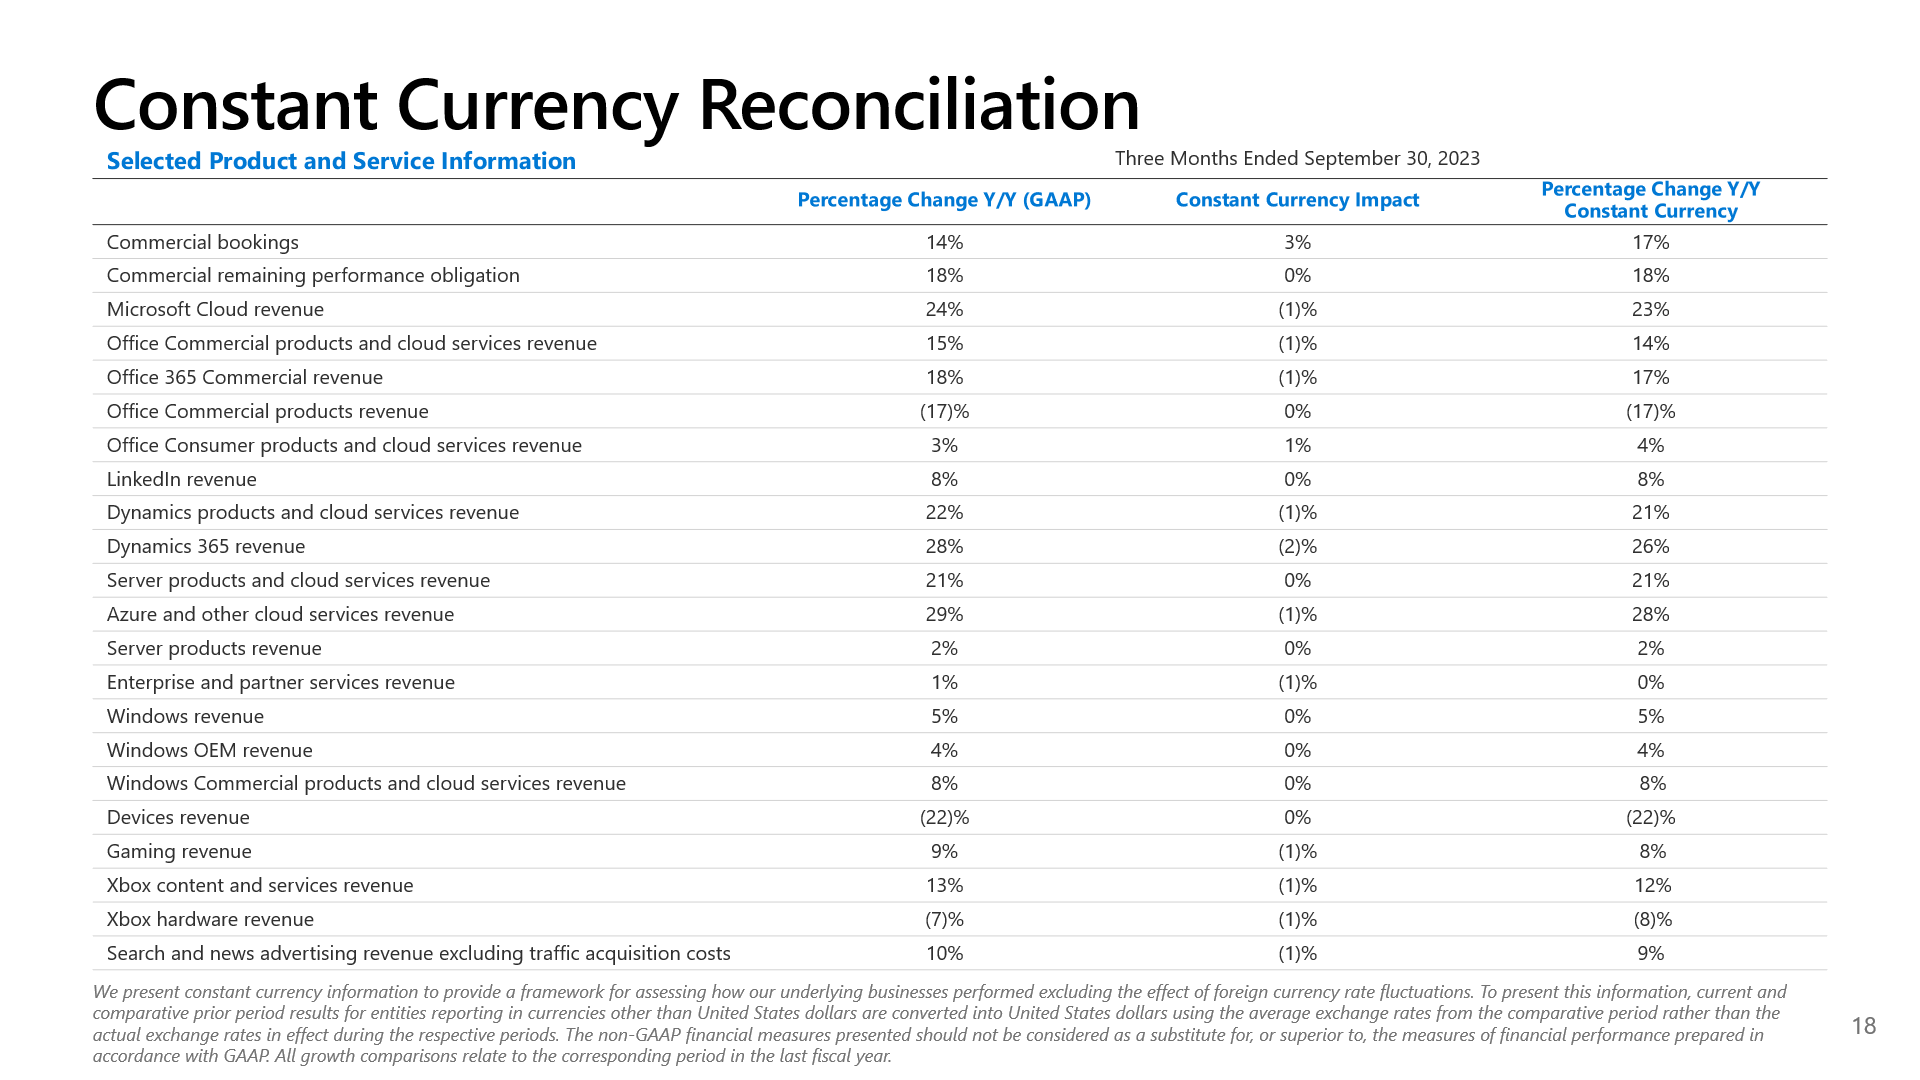 Constant Currency Reconciliation
Selected Product and Service Information Three Months Ended September 30, 2023
Percentage Change Y/Y (GAAP) Constant Currency Impact Percentage Change Y/Y
Constant Currency
Commercial bookings 14% 3% 17%
Commercial remaining performance obligation 18% 0% 18%
Microsoft Cloud revenue 24% (1)% 23%
Office Commercial products and cloud services revenue 15% (1)% 14%
Office 365 Commercial revenue 18% (1)% 17%
Office Commercial products revenue (17)% 0% (17)%
Office Consumer products and cloud services revenue 3% 1% 4%
LinkedIn revenue 8% 0% 8%
Dynamics products and cloud services revenue 22% (1)% 21%
Dynamics 365 revenue 28% (2)% 26%
Server products and cloud services revenue 21% 0% 21%
Azure and other cloud services revenue 29% (1)% 28%
Server products revenue 2% 0% 2%
Enterprise and partner services revenue 1% (1)% 0%
Windows revenue 5% 0% 5%
Windows OEM revenue 4% 0% 4%
Windows Commercial products and cloud services revenue 8% 0% 8%
Devices revenue (22)% 0% (22)%
Gaming revenue 9% (1)% 8%
Xbox content and services revenue 13% (1)% 12%
Xbox hardware revenue (7)% (1)% (8)%
Search and news advertising revenue excluding traffic acquisition costs 10% (1)% 9%
We present constant currency information to provide a framework for assessing how our underlying businesses performed excluding the effect of foreign currency rate fluctuations. To present this information, current and
comparative prior period results for entities reporting in currencies other than United States dollars are converted into United States dollars using the average exchange rates from the comparative period rather than the
actual exchange rates in effect during the respective periods. The non-GAAP financial measures presented should not be considered as a substitute for, or superior to, the measures of financial performance prepared in
accordance with GAAP. All growth comparisons relate to the corresponding period in the last fiscal year.
18